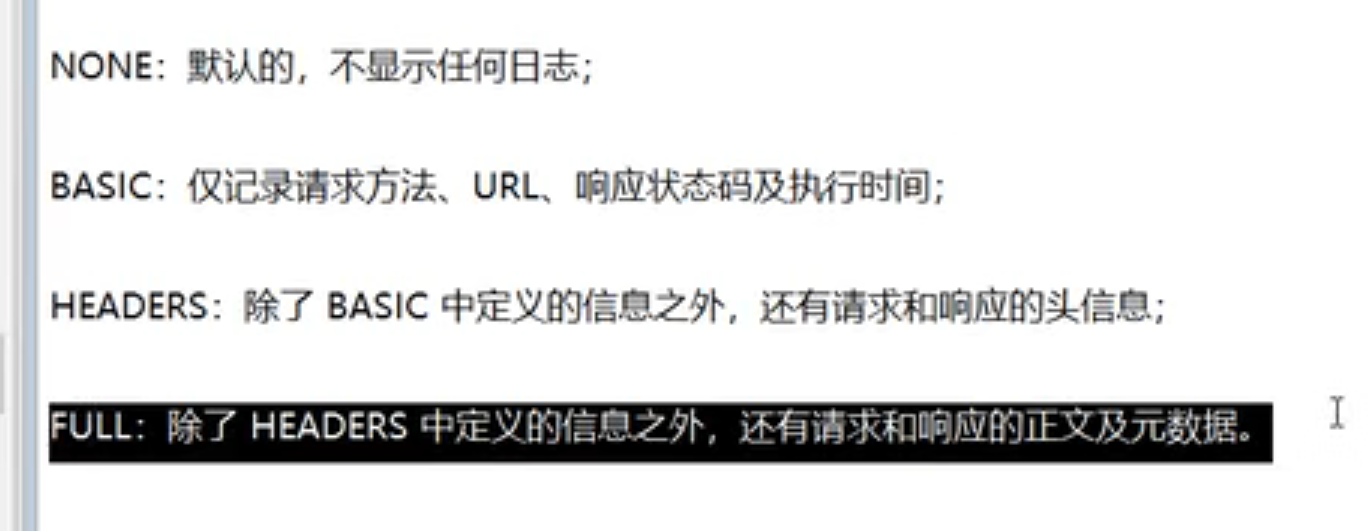 NONE：默认的，不显示任何日志；
BASIC：仅记录请求方法、URL、响应状态码及执行时间；
HEADERS：除了 BASIC 中定义的信息之外，还有请求和响应的头信息；
FULL：除了 HEADERS 中定义的信息之外，还有请求和响应的正文及元数据。